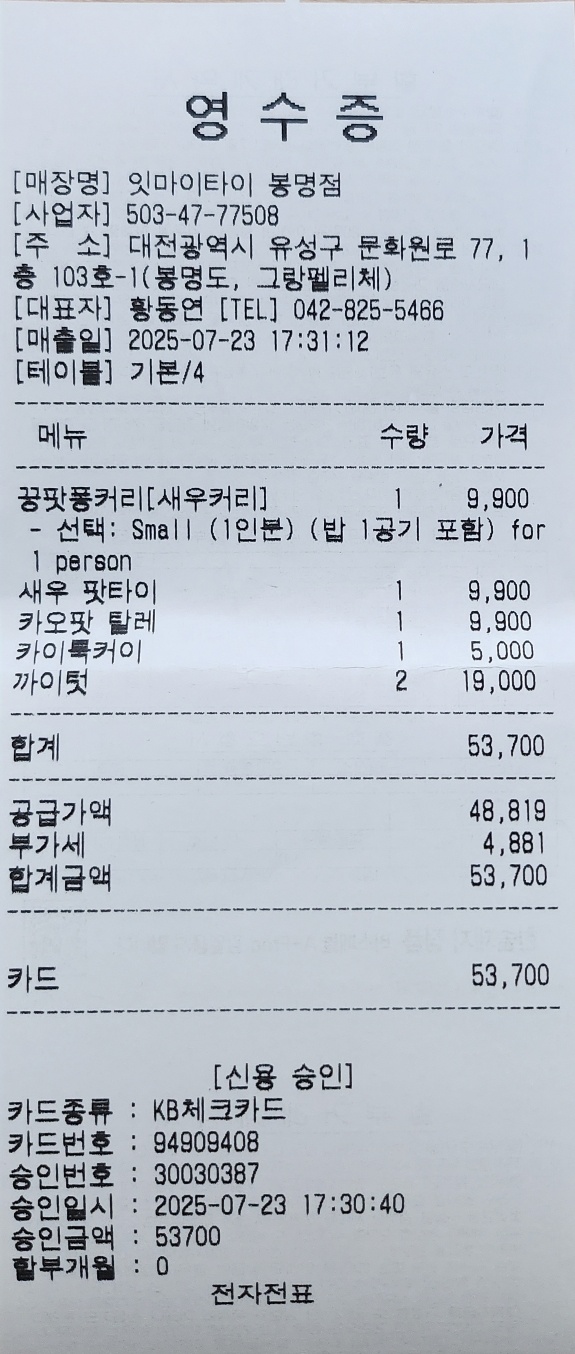 영 수 증
[매장명] 잇마이타이 봉명점
[사업자] 503-47-77508
[주 소] 대전광역시 유성구 문화원로 77, 1
층 103호-1(봉명도, 그랑펠리체)
[대표자] 황동연 [TEL] 042-825-5466
[매출일] 2025-07-23 17:31:12
[테이블] 기본/4
메뉴 수량 가격
꿍팟퐁커리[새우커리] 1 9,900
- 선택: Small (1인분) (밥 1공기 포함) for
1 person
새우 팟타이 1 9,900
카오팟 탈레 1 9,900
카이룩커이 1 5,000
까이텃 2 19,000
합계 53,700
공급가액 48,819
부가세 4,881
합계금액 53,700
카드 53,700
[신용 승인]
카드종류 : KB체크카드
카드번호 : 94909408
승인번호 : 30030387
승인일시 : 2025-07-23 17:30:40
승인금액 : 53700
할부개월 : 0
전자전표